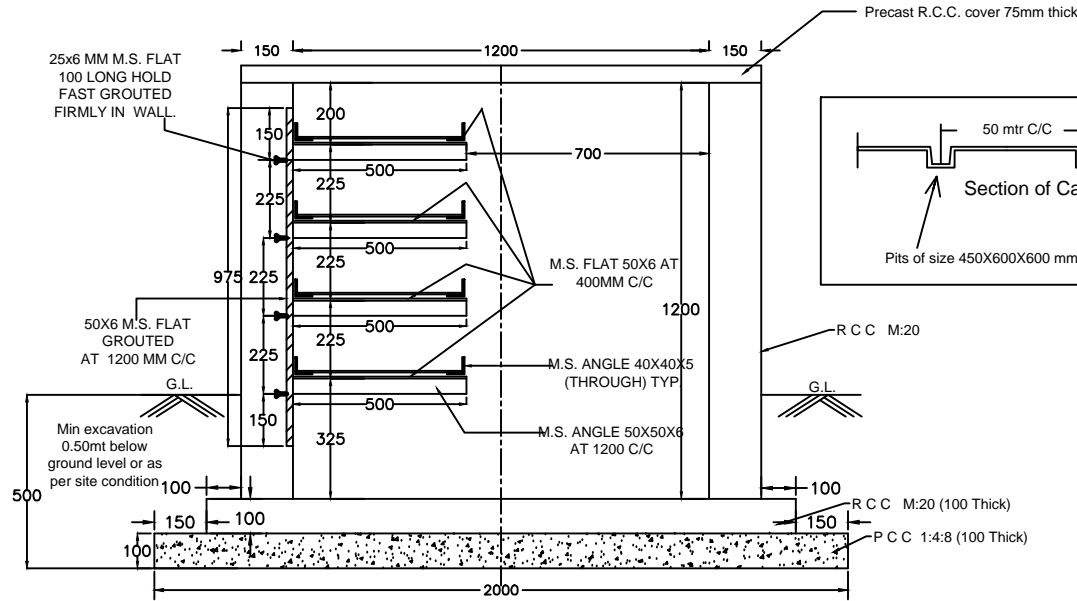 Precast R.C.C. cover 75mm thick
150
1200
150
25x6 MM M.S. FLAT
100 LONG HOLD
FAST GROUTED
FIRMLY IN WALL.
200
150
700
500
225
225
50 mtr C/C
Section of Ca
Pits of size 450X600X600 mm
500
225
975
225
M.S. FLAT 50X6 AT
400MM C/C
1200
500
50X6 M.S. FLAT
GROUTED
AT 1200 MM C/C
225
225
R C C M:20
M.S. ANGLE 40X40X5
(THROUGH) TYP.
G.L.
G.L.
500
Min excavation
0.50mt below
ground level or as
per site condition
150
325
M.S. ANGLE 50X50X6
AT 1200 C/C
500
100
100
R C C M:20 (100 Thick)
150
100
150
100
P C C 1:4:8 (100 Thick)
2000